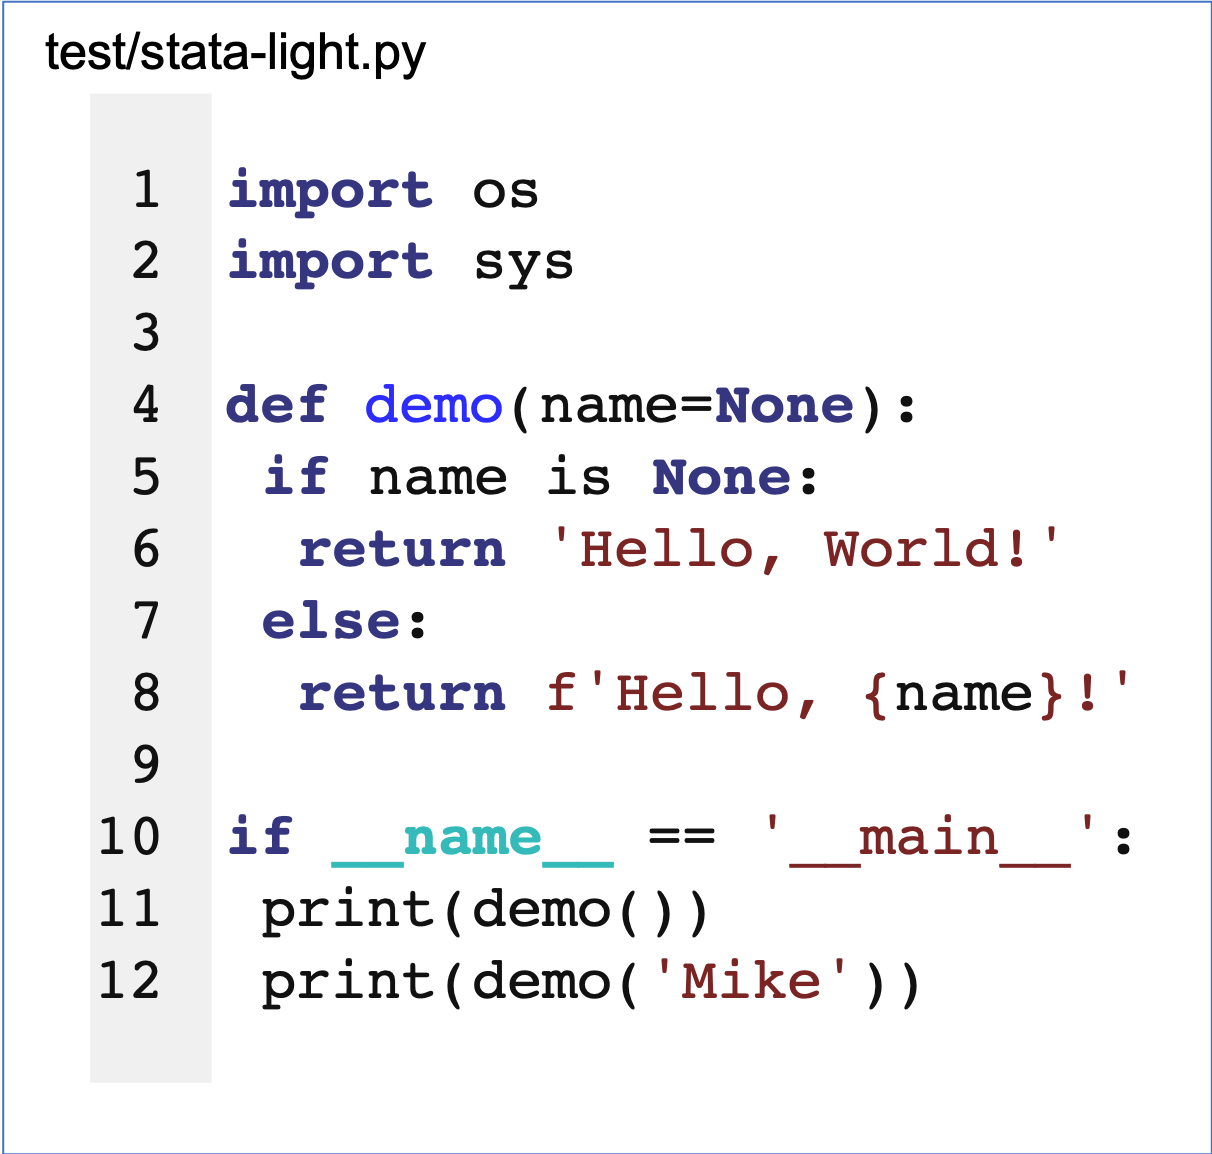 test/stata-light.py
1 import os
2 import sys
3
4 def demo(name=None):
5  if name is None:
6   return 'Hello, World!'
7  else:
8   return f'Hello, {name}!'
9
10 if __name__ == '__main__':
11  print(demo())
12  print(demo('Mike'))